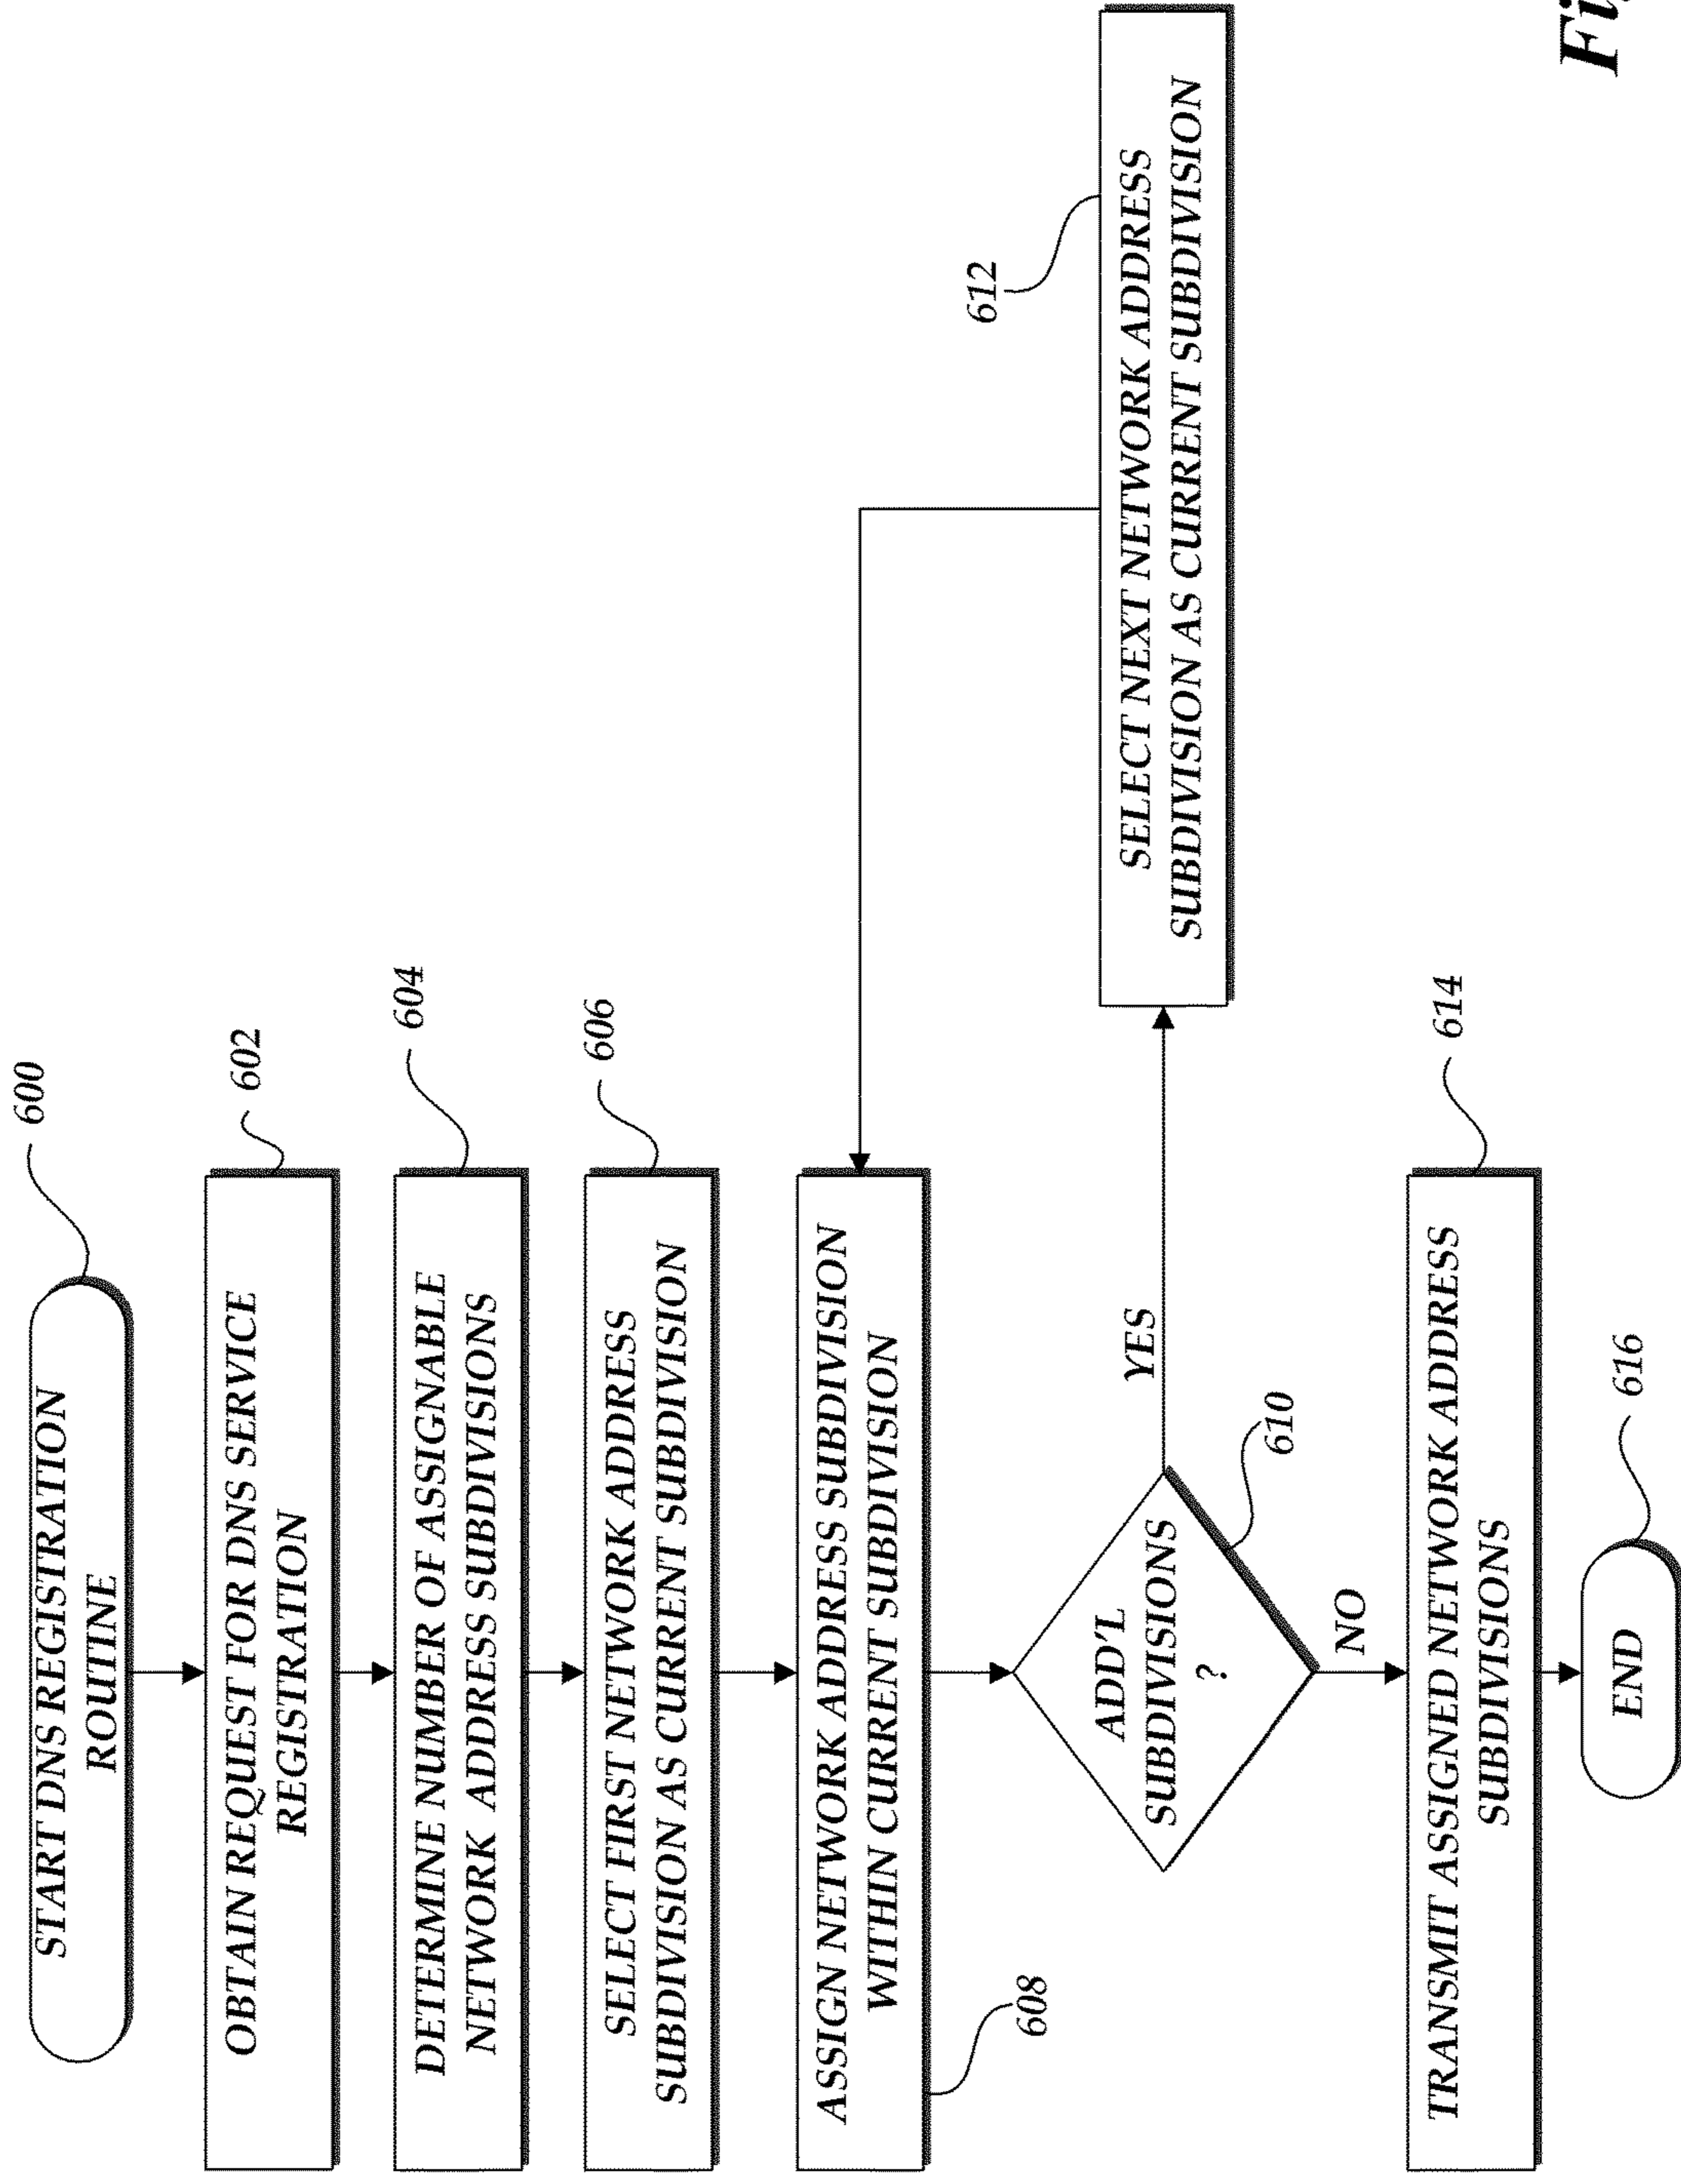 600
START DNS REGISTRATION
ROUTINE
602
OBTAIN REQUEST FOR DNS SERVICE
REGISTRATION
604
DETERMINE NUMBER OF ASSIGNABLE
NETWORK ADDRESS SUBDIVISIONS
606
SELECT FIRST NETWORK ADDRESS
SUBDIVISION AS CURRENT SUBDIVISION
ASSIGN NETWORK ADDRESS SUBDIVISION
WITHIN CURRENT SUBDIVISION
608
612
SELECT NEXT NETWORK ADDRESS
SUBDIVISION AS CURRENT SUBDIVISION
ADD'L
SUBDIVISIONS
?
YES
610
NO
614
TRANSMIT ASSIGNED NETWORK ADDRESS
SUBDIVISIONS
616
END